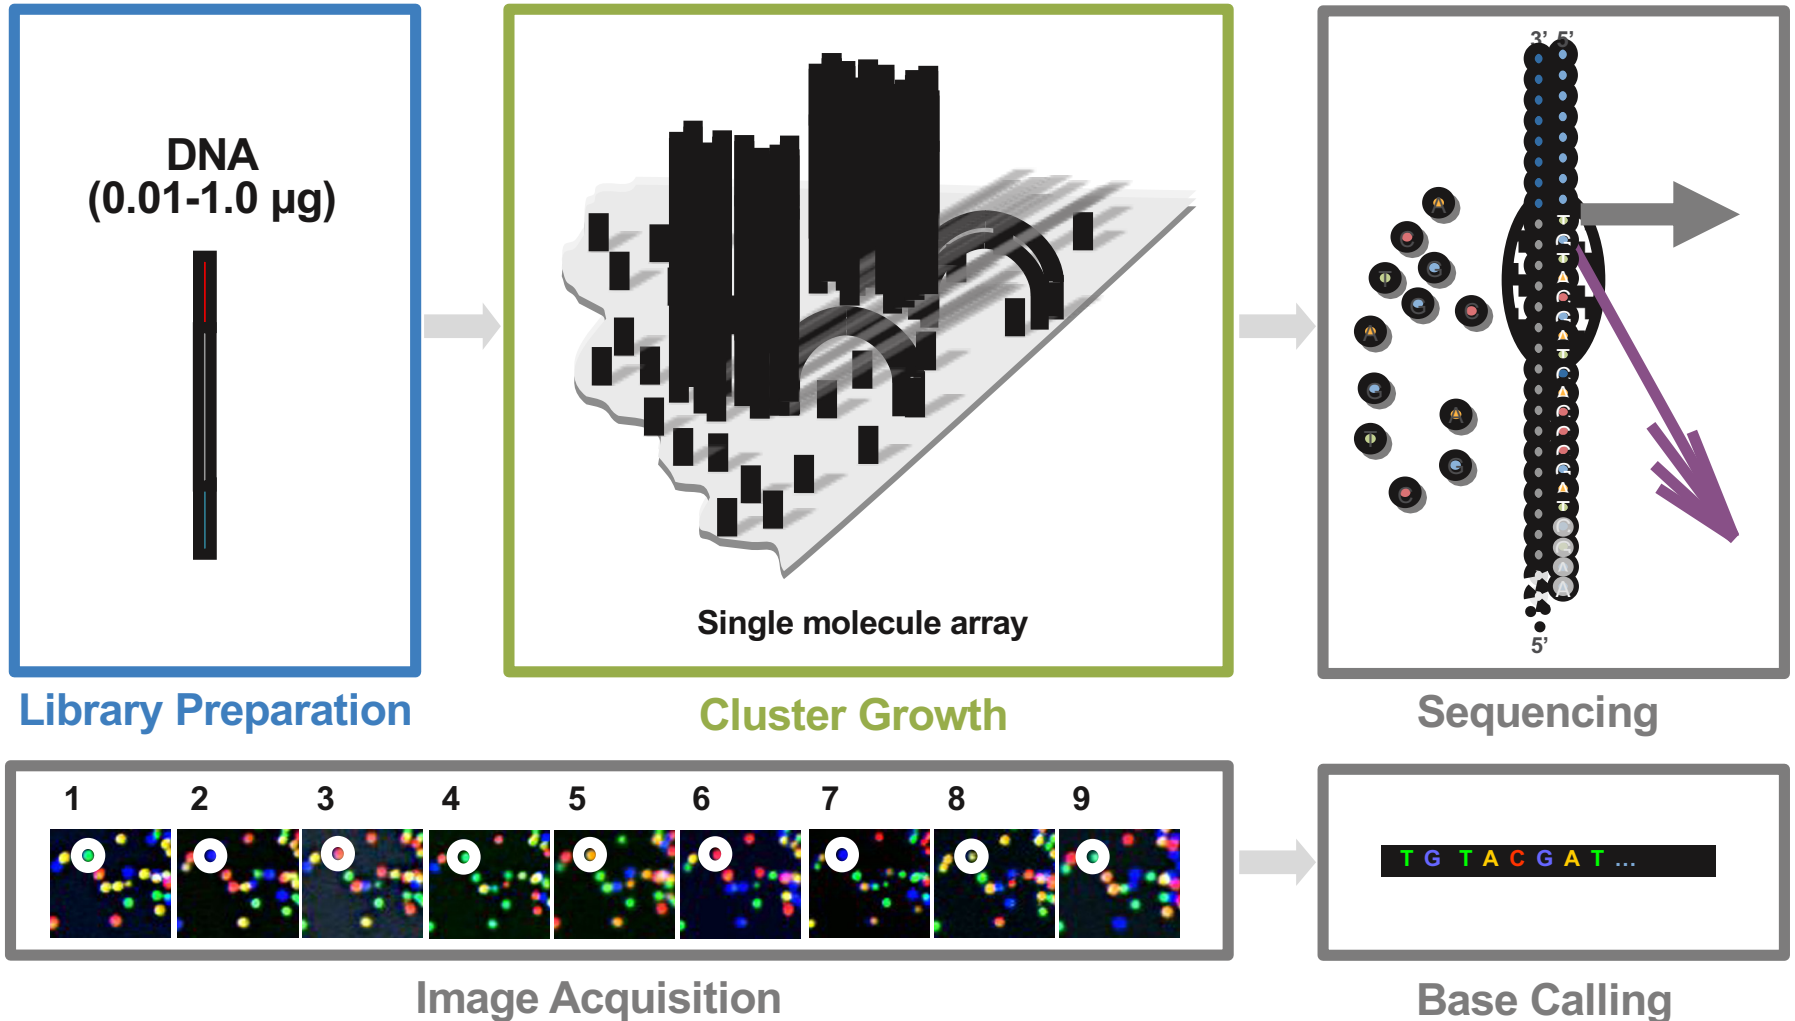 DNA
(0.01-1.0 µg)
Library Preparation
Single molecule array
Cluster Growth
3’ 5’
A
C
G
T
G
C
A
G
A
T
G
C
T
G
T
A
C
G
A
T
C
A
C
C
G
A
T
C
G
A
A
5’
Sequencing
1 2 3 4 5 6 7 8 9
Image Acquisition
T G T A C G A T ...
Base Calling